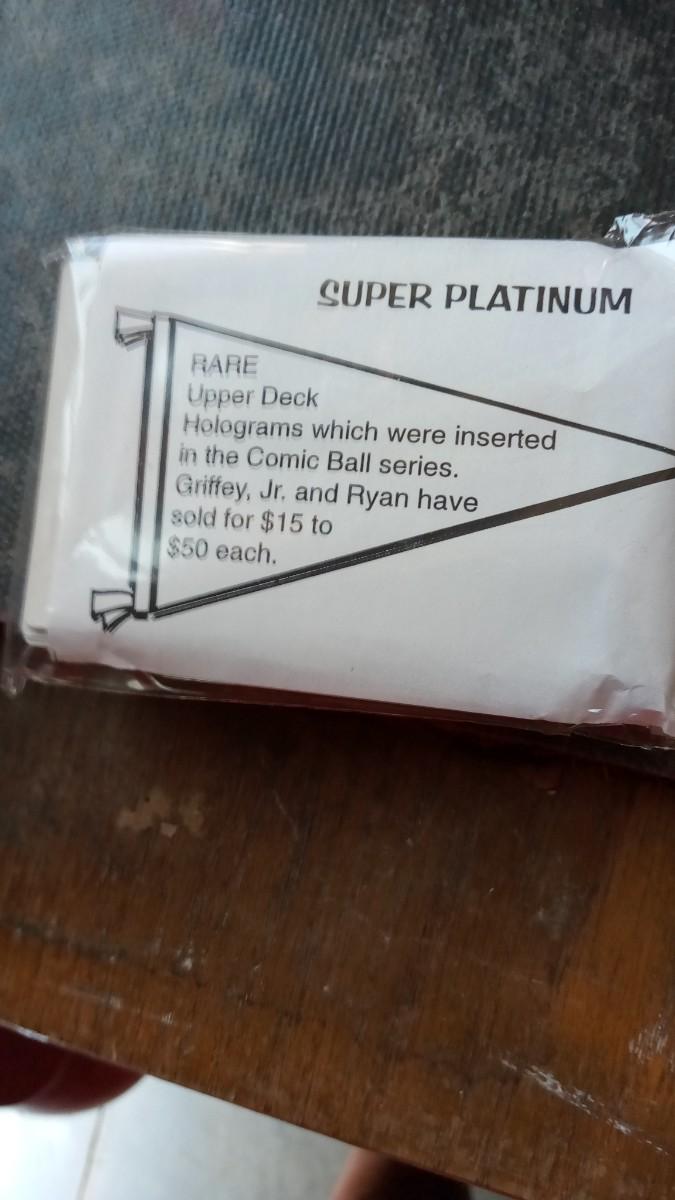 SUPER PLATINUM
RARE
Upper Deck
Holograms which were inserted
in the Comic Ball series.
Griffey, Jr. and Ryan have
sold for $15 to
$50 each.